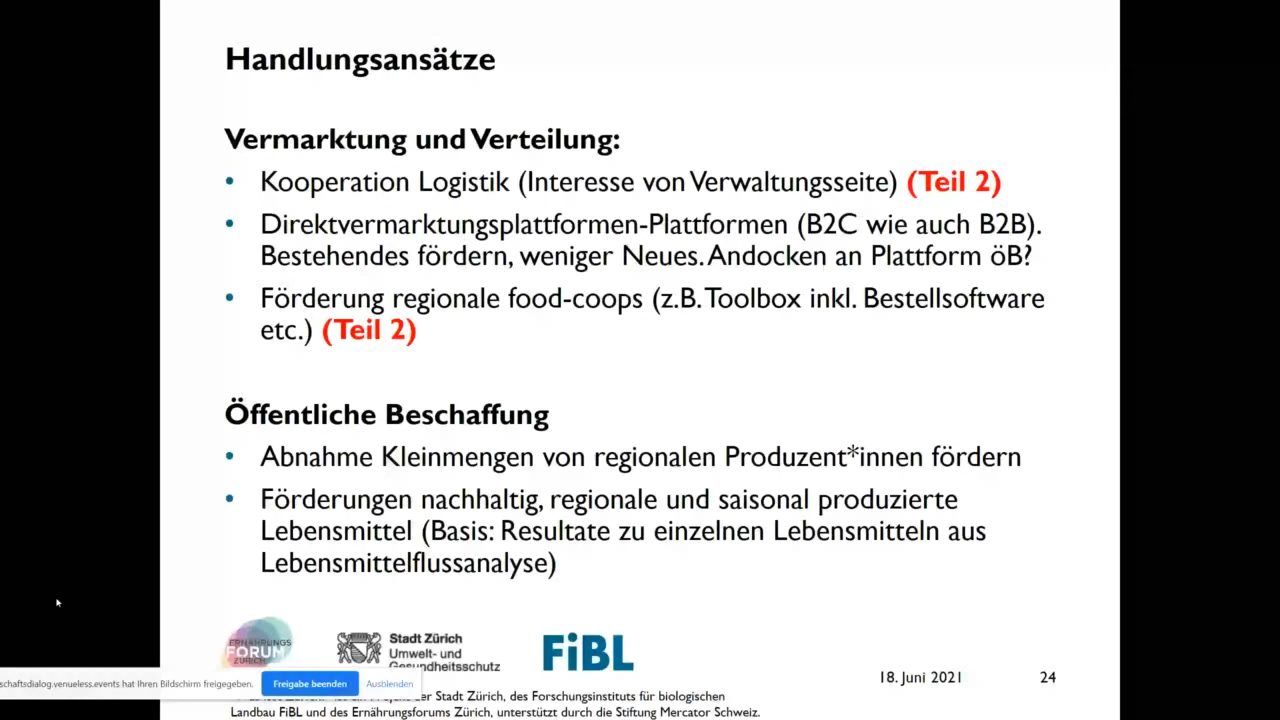 Handlungsansätze
Vermarktung und Verteilung:
• Kooperation Logistik (Interesse von Verwaltungsseite) (Teil 2)
• Direktvermarktungsplattformen-Plattformen (B2C wie auch B2B).
Bestehendes fördern, weniger Neues. Andocken an Plattform öB?
• Förderung regionale food-coops (z.B. Toolbox inkl. Bestellsoftware
etc.) (Teil 2)
Öffentliche Beschaffung
• Abnahme Kleinmengen von regionalen Produzent*innen fördern
• Förderungen nachhaltig, regionale und saisonal produzierte
Lebensmittel (Basis: Resultate zu einzelnen Lebensmitteln aus
Lebensmittelflussanalyse)
ERNÄHRUNGS
FORUM
ZÜRICH
Stadt Zürich
Umwelt- und
Gesundheitsschutz
FiBL
18. Juni 2021
24
schaftsdialog.venueless.events hat Ihren Bildschirm freigegeben.
Freigabe beenden
Ausblenden
der Stadt Zürich, des Forschungsinstituts für biologischen
Landbau FiBL und des Ernährungsforums Zürich, unterstützt durch die Stiftung Mercator Schweiz.